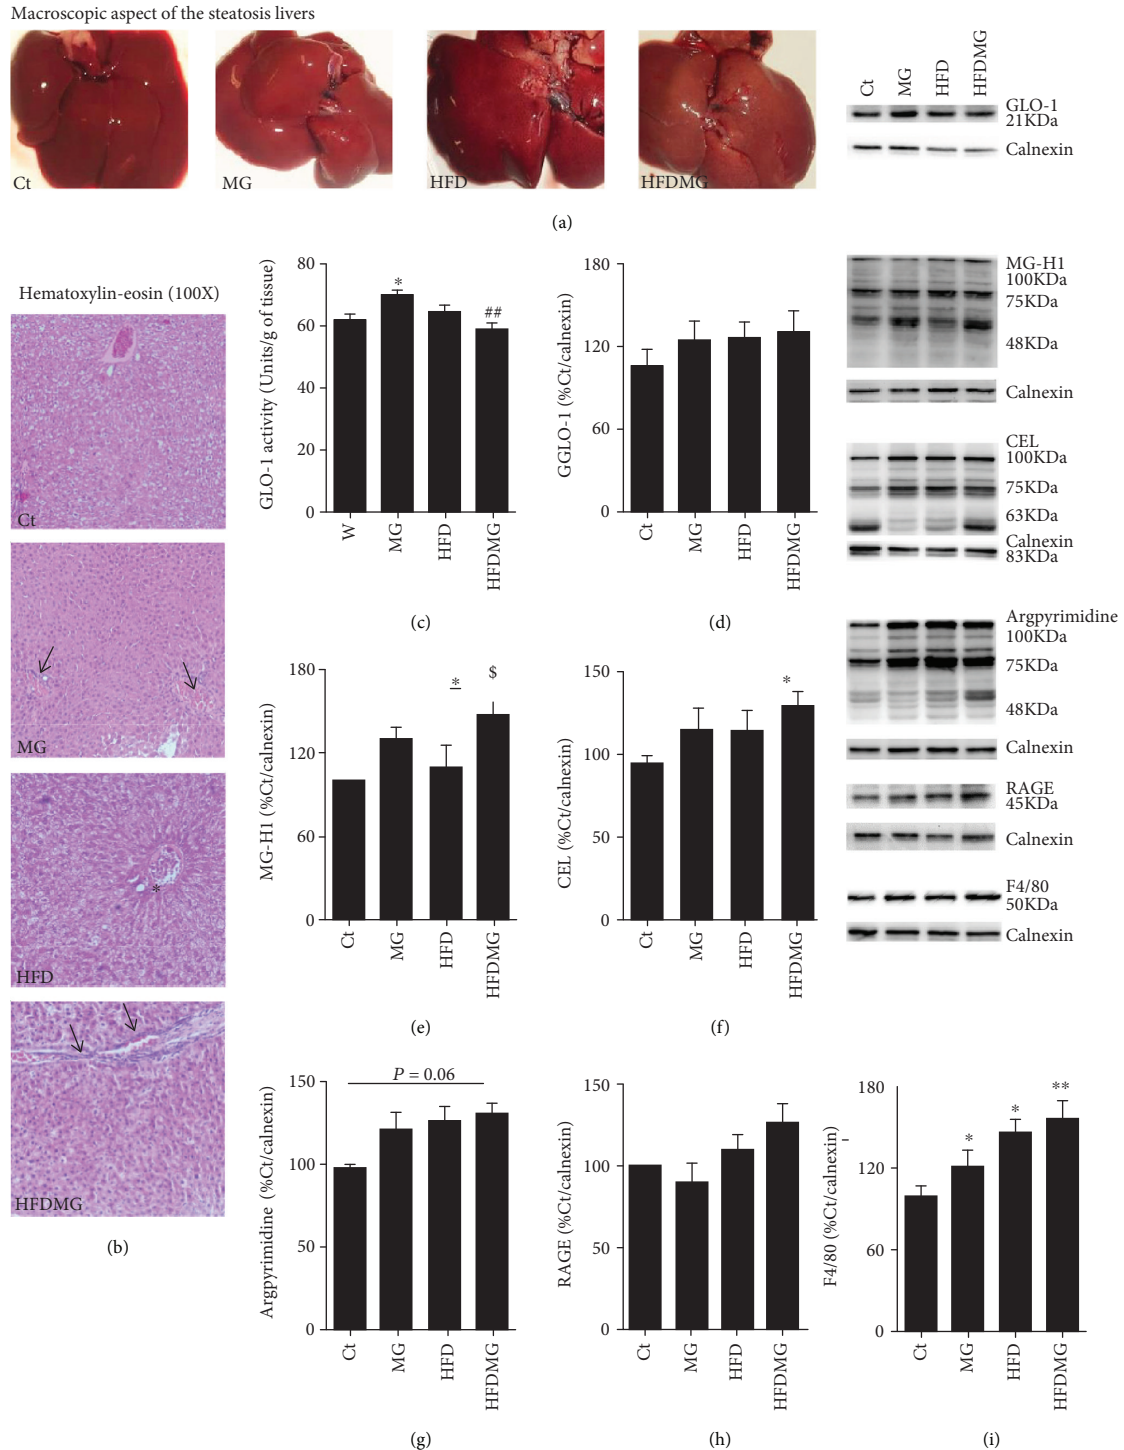 Macroscopic aspect of the steatosis livers
Ct
MG
HFD
HFDMG
Ct
MG
HFD
HFDMG
GLO-1
21KDa
Calnexin
(a)
Hematoxylin-eosin (100X)
Ct
MG
HFD
*
HFDMG
(b)
GLO-1 activity (Units/g of tissue)
80
60
40
20
0
*
##
W
MG
HFD
HFDMG
(c)
GGLO-1 (%Ct/calnexin)
180
120
60
0
Ct
MG
HFD
HFDMG
(d)
MG-H1
100KDa
75KDa
48KDa
Calnexin
CEL
100KDa
75KDa
63KDa
Calnexin
83KDa
Argpyrimidine
100KDa
75KDa
48KDa
Calnexin
RAGE
45KDa
Calnexin
F4/80
50KDa
Calnexin
MG-H1 (%Ct/calnexin)
180
120
60
0
*
$
Ct
MG
HFD
HFDMG
(e)
CEL (%Ct/calnexin)
150
100
50
0
*
Ct
MG
HFD
HFDMG
(f)
Argpyrimidine (%Ct/calnexin)
150
100
50
0
P = 0.06
Ct
MG
HFD
HFDMG
(g)
RAGE (%Ct/calnexin)
150
100
50
0
Ct
MG
HFD
HFDMG
(h)
F4/80 (%Ct/calnexin)
180
120
60
0
*
*
**
Ct
MG
HFD
HFDMG
(i)